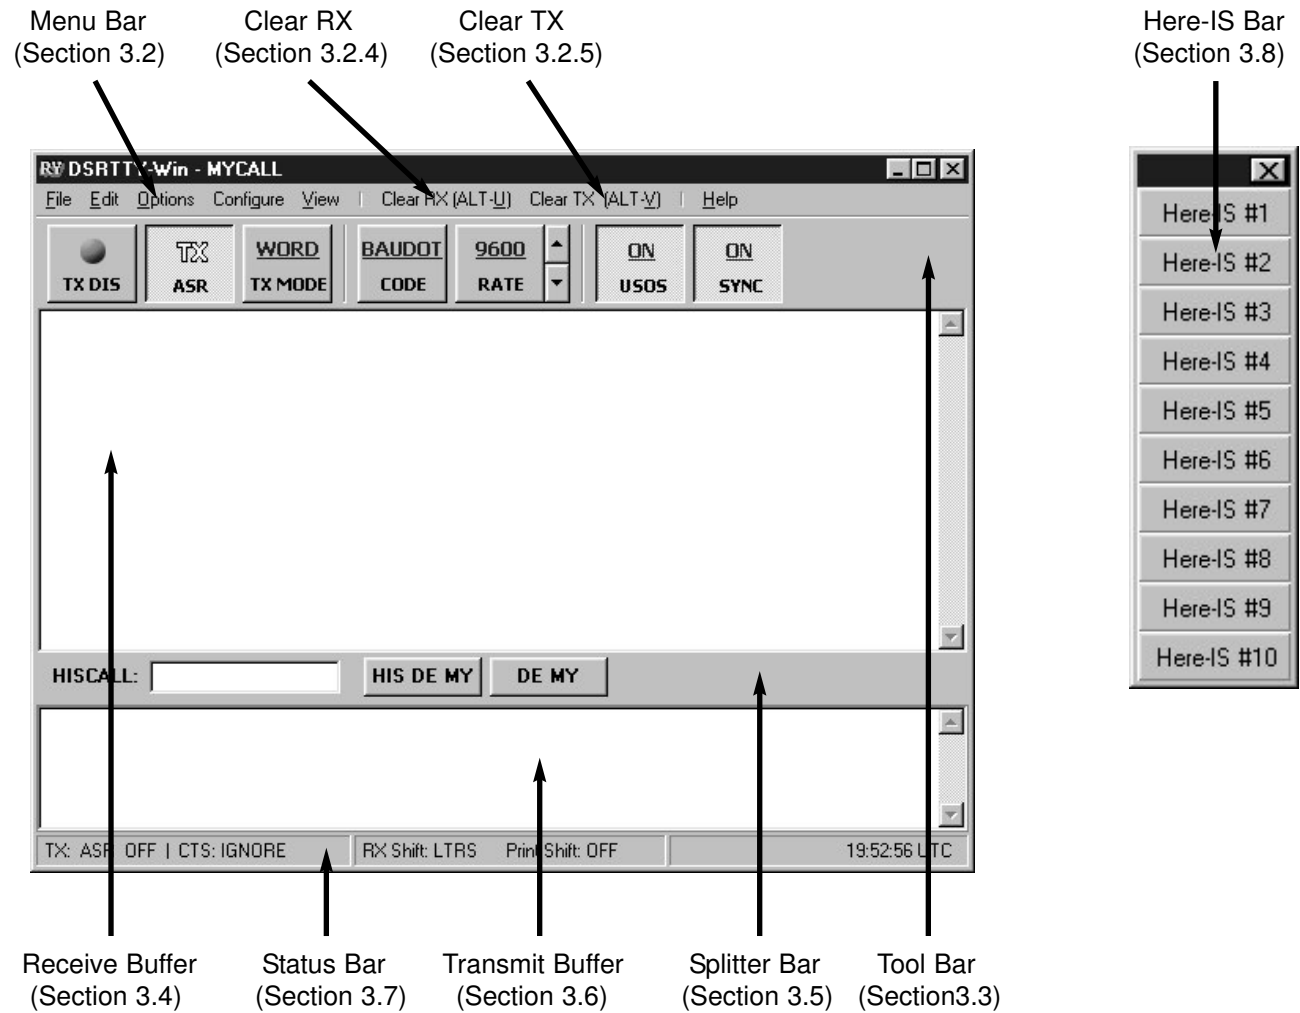 Menu Bar
(Section 3.2)
Clear RX
(Section 3.2.4)
Clear TX
(Section 3.2.5)
Here-IS Bar
(Section 3.8)
RY DSRTTY-Win - MYCALL
File Edit Options Configure View | Clear RX (ALT-U) Clear TX (ALT-V) | Help
TX DIS
TX
ASR
WORD
TX MODE
BAUDOT
CODE
9600
RATE
ON
USOS
ON
SYNC
HISCALL:
HIS DE MY
DE MY
TX: ASR OFF | CTS: IGNORE
RX Shift: LTRS Print Shift: OFF
19:52:56 UTC
Here-IS #1
Here-IS #2
Here-IS #3
Here-IS #4
Here-IS #5
Here-IS #6
Here-IS #7
Here-IS #8
Here-IS #9
Here-IS #10
Receive Buffer
(Section 3.4)
Status Bar
(Section 3.7)
Transmit Buffer
(Section 3.6)
Splitter Bar
(Section 3.5)
Tool Bar
(Section3.3)